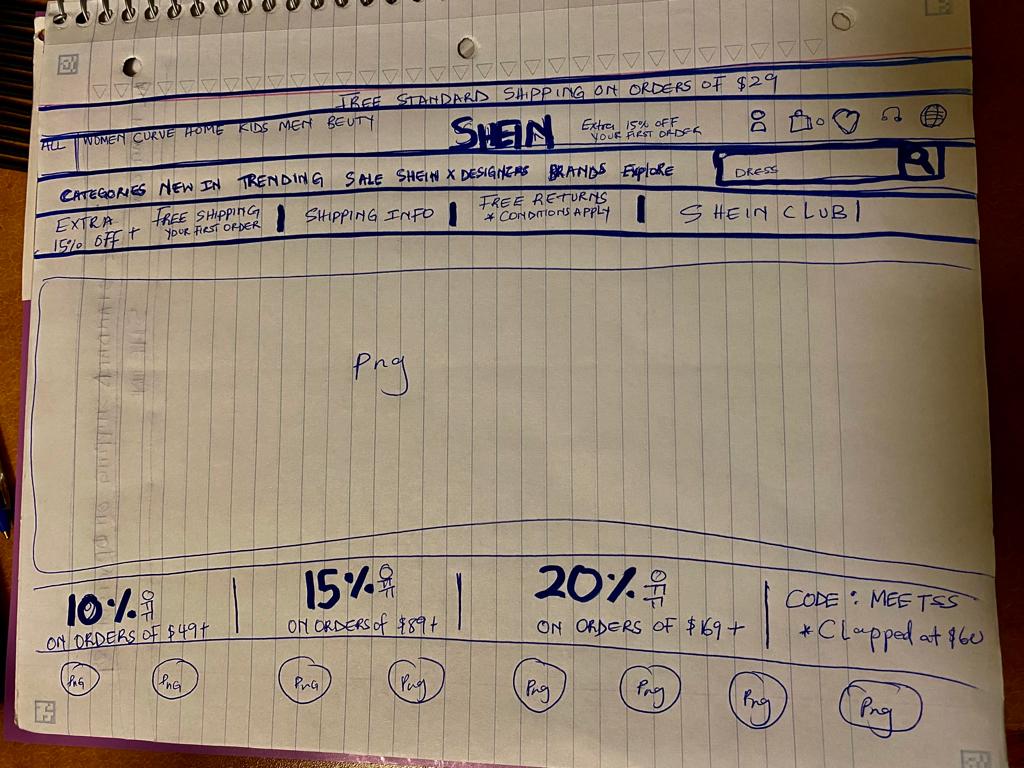 FREE STANDARD SHIPPING ON ORDERS OF $29
ALL WOMEN CURVE HOME KIDS MEN BEUTY
SHEIN
Extra 15% OFF
YOUR FIRST ORDER
CATEGORIES NEW IN TRENDING SALE SHEIN X DESIGNERS BRANDS Explore
DRESS
EXTRA
15% OFF +
FREE SHIPPING
YOUR FIRST ORDER
SHIPPING INFO
FREE RETURNS
* CONDITIONS APPLY
SHEIN CLUB
Png
10% OFF
ON ORDERS OF $49+
15% OFF
ON ORDERS of $89+
20% OFF
ON ORDERS OF $169+
CODE : MEETSS
* Clapped at $60
PnG PnG PnG Png Png Png Png Png